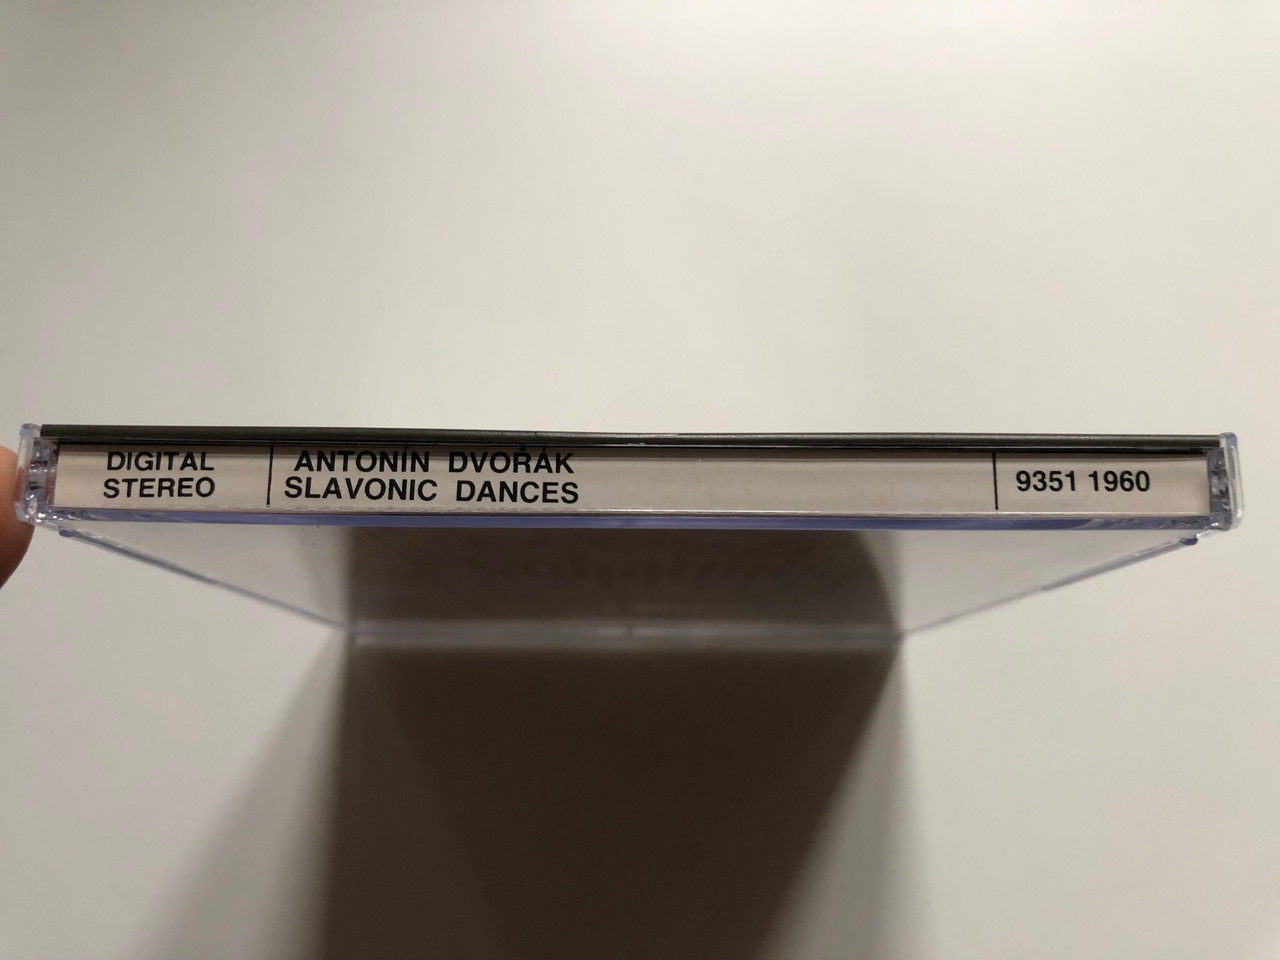 DIGITAL
STEREO
ANTONÍN DVOŘÁK
SLAVONIC DANCES
9351 1960